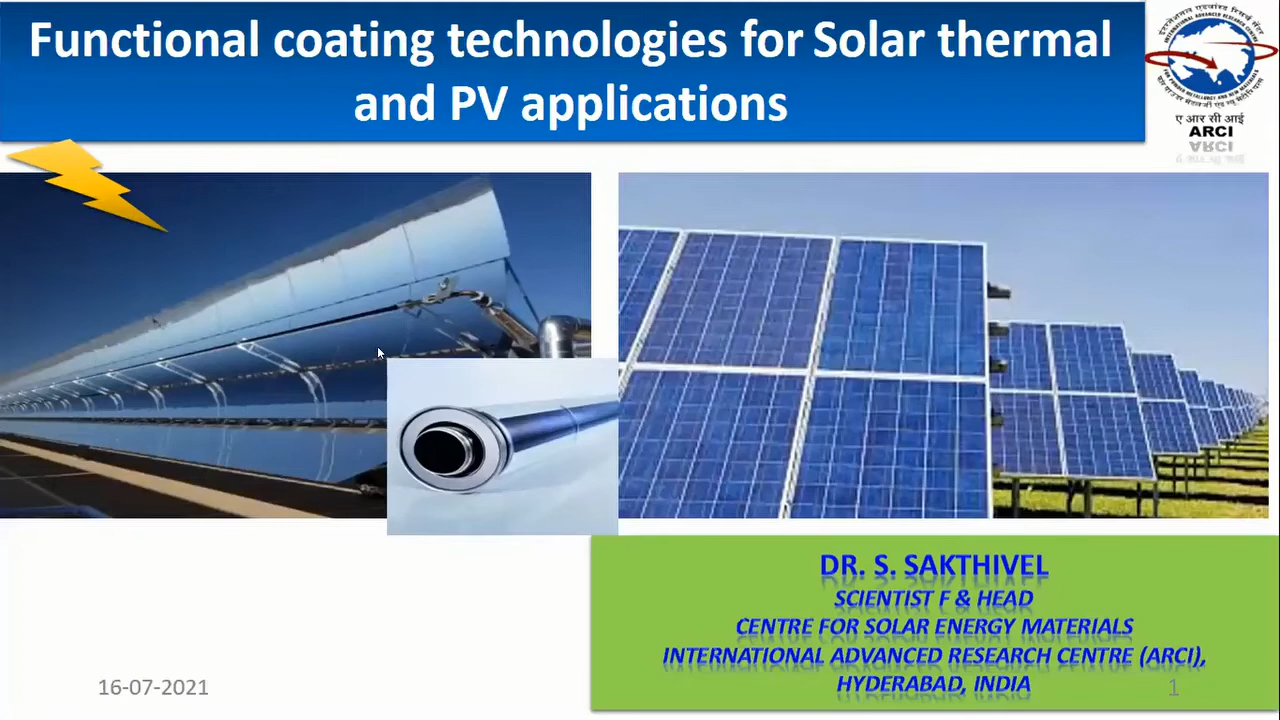 Functional coating technologies for Solar thermal
and PV applications
ए आर सी आई
ARCI
DR. S. SAKTHIVEL
SCIENTIST F & HEAD
CENTRE FOR SOLAR ENERGY MATERIALS
INTERNATIONAL ADVANCED RESEARCH CENTRE (ARCI),
HYDERABAD, INDIA
16-07-2021
1